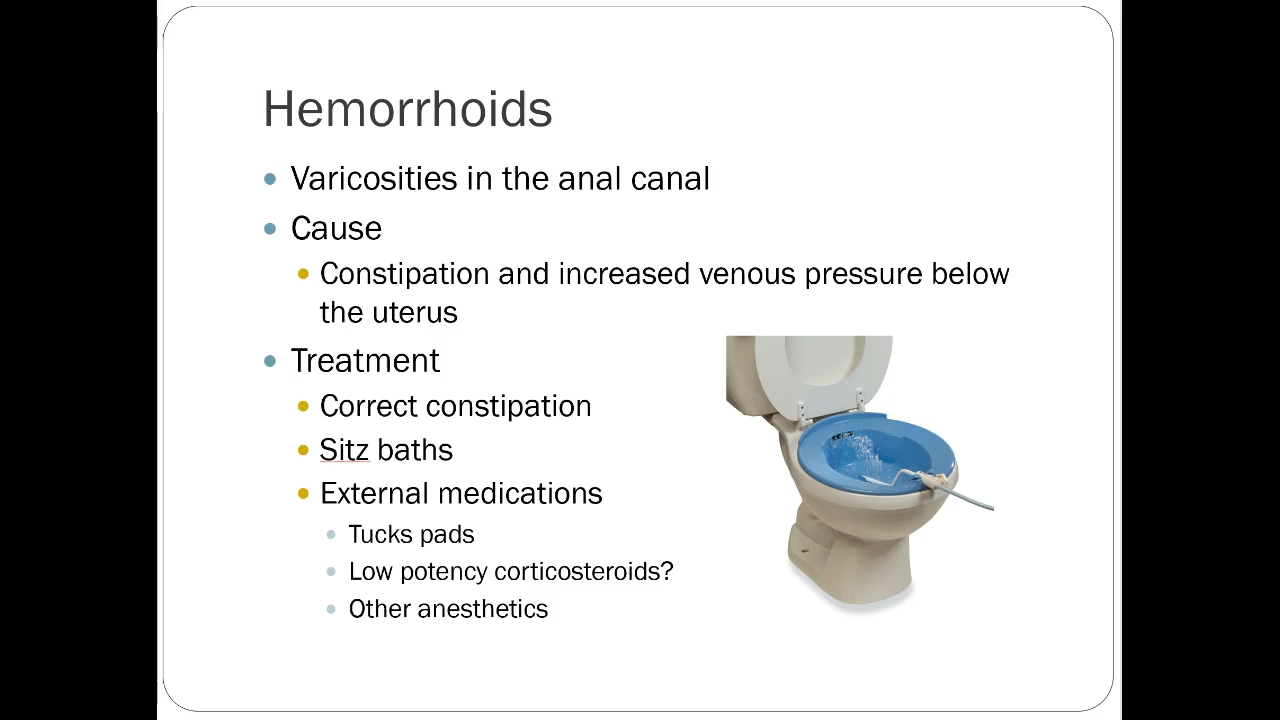 Hemorrhoids
Varicosities in the anal canal
Cause
Constipation and increased venous pressure below
the uterus
Treatment
Correct constipation
Sitz baths
External medications
Tucks pads
Low potency corticosteroids?
Other anesthetics